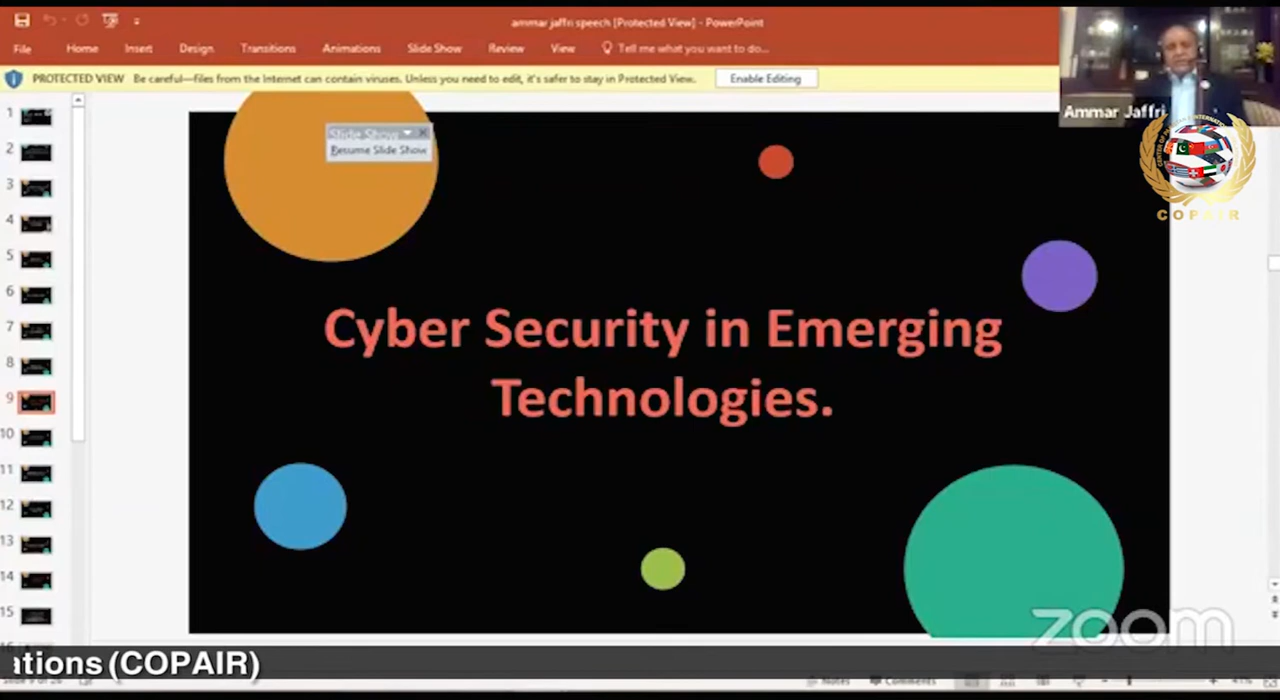 ammar jaffri speech [Protected View] - PowerPoint
File Home Insert Design Transitions Animations Slide Show Review View Tell me what you want to do...
PROTECTED VIEW Be careful—files from the Internet can contain viruses. Unless you need to edit, it's safer to stay in Protected View. Enable Editing
Ammar Jaffri
COPAIR
Slide Show
Resume Slide Show
1
2
3
4
5
6
7
8
9
10
11
12
13
14
15
Cyber Security in Emerging
Technologies.
zoom
ations (COPAIR)
Notes Comments